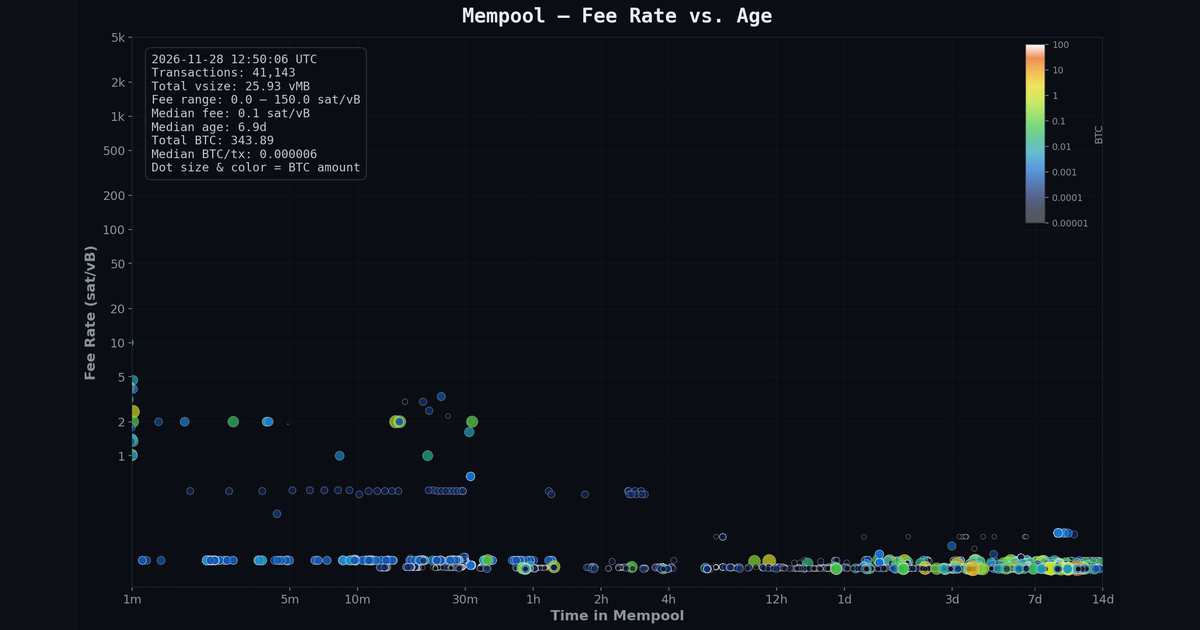 Mempool — Fee Rate vs. Age
2026-11-28 12:50:06 UTC
Transactions: 41,143
Total vsize: 25.93 vMB
Fee range: 0.0 — 150.0 sat/vB
Median fee: 0.1 sat/vB
Median age: 6.9d
Total BTC: 343.89
Median BTC/tx: 0.000006
Dot size & color = BTC amount
100
10
1
0.1
0.01
0.001
0.0001
0.00001
BTC
Fee Rate (sat/vB)
5k
2k
1k
500
200
100
50
20
10
5
2
1
1m
5m
10m
30m
1h
2h
4h
12h
1d
3d
7d
14d
Time in Mempool